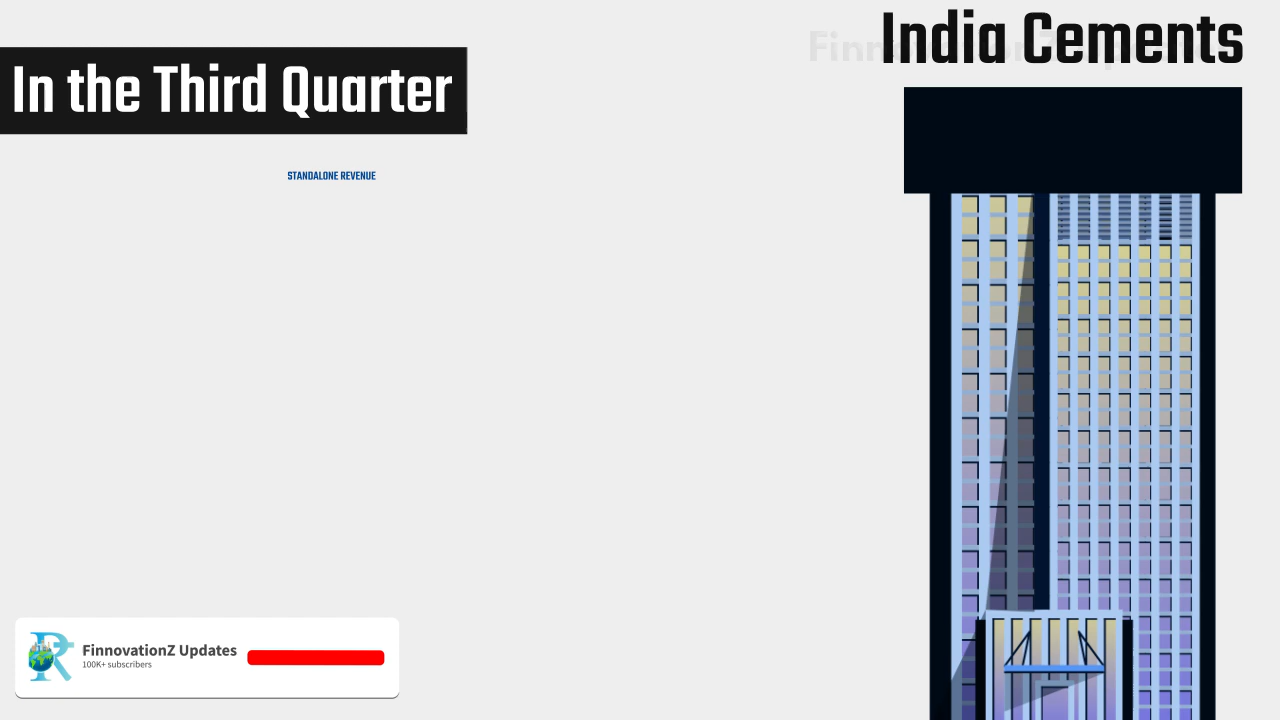 India Cements
In the Third Quarter
STANDALONE REVENUE
FinnovationZ Updates
100K+ subscribers